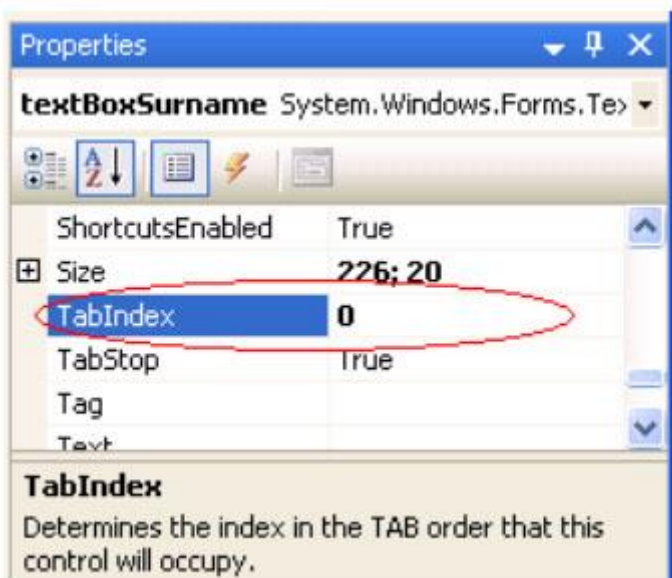 Properties
textBoxSurname System.Windows.Forms.Te
ShortcutsEnabled True
Size 226; 20
TabIndex 0
TabStop True
Tag
Text
TabIndex
Determines the index in the TAB order that this
control will occupy.